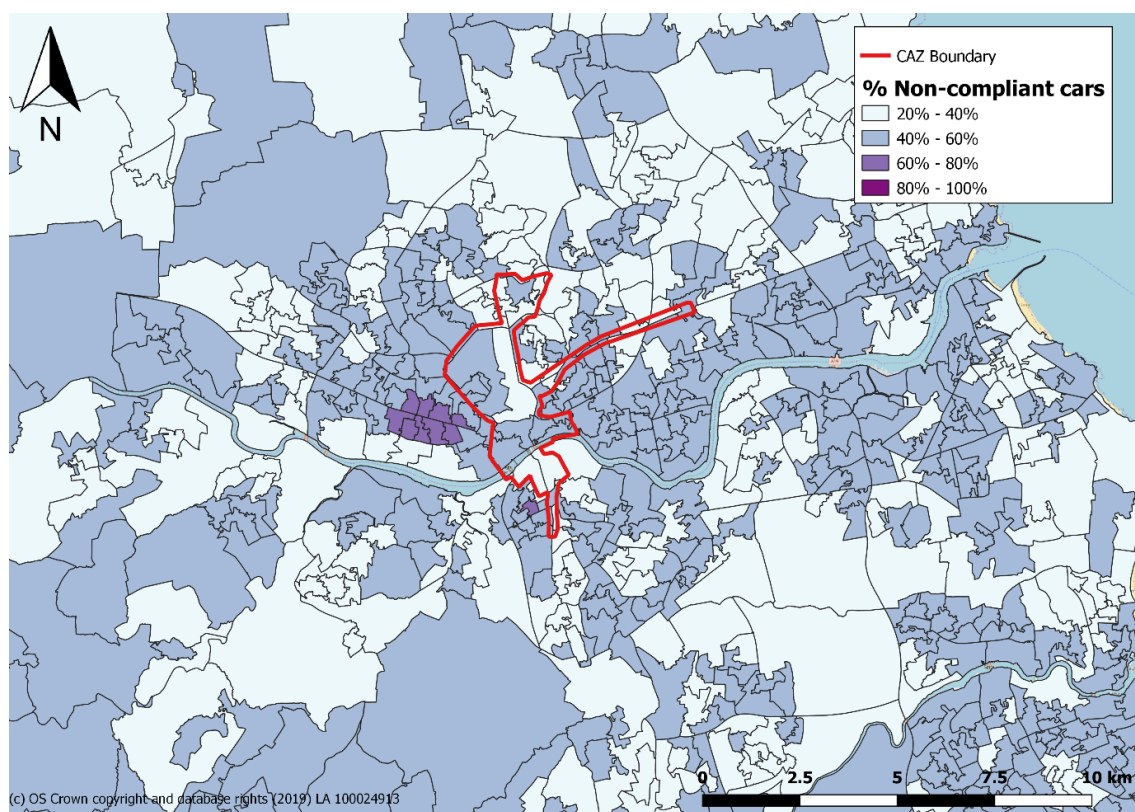 N
CAZ Boundary
% Non-compliant cars
20% - 40%
40% - 60%
60% - 80%
80% - 100%
0 2.5 5 7.5 10 km
(c) OS Crown copyright and database rights (2019) LA 100024913